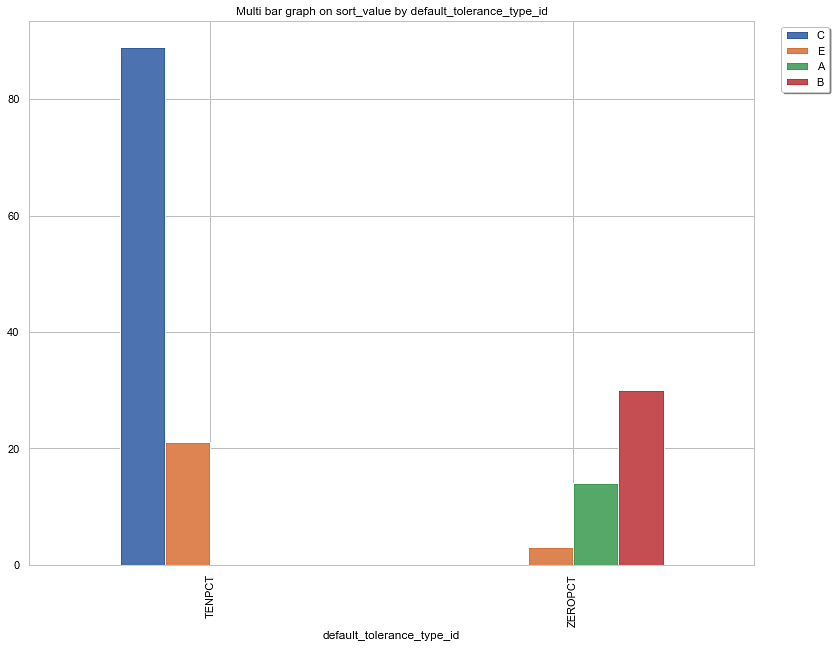 Multi bar graph on sort_value by default_tolerance_type_id
C
E
A
B
80
60
40
20
0
TENPCT
ZEROPCT
default_tolerance_type_id